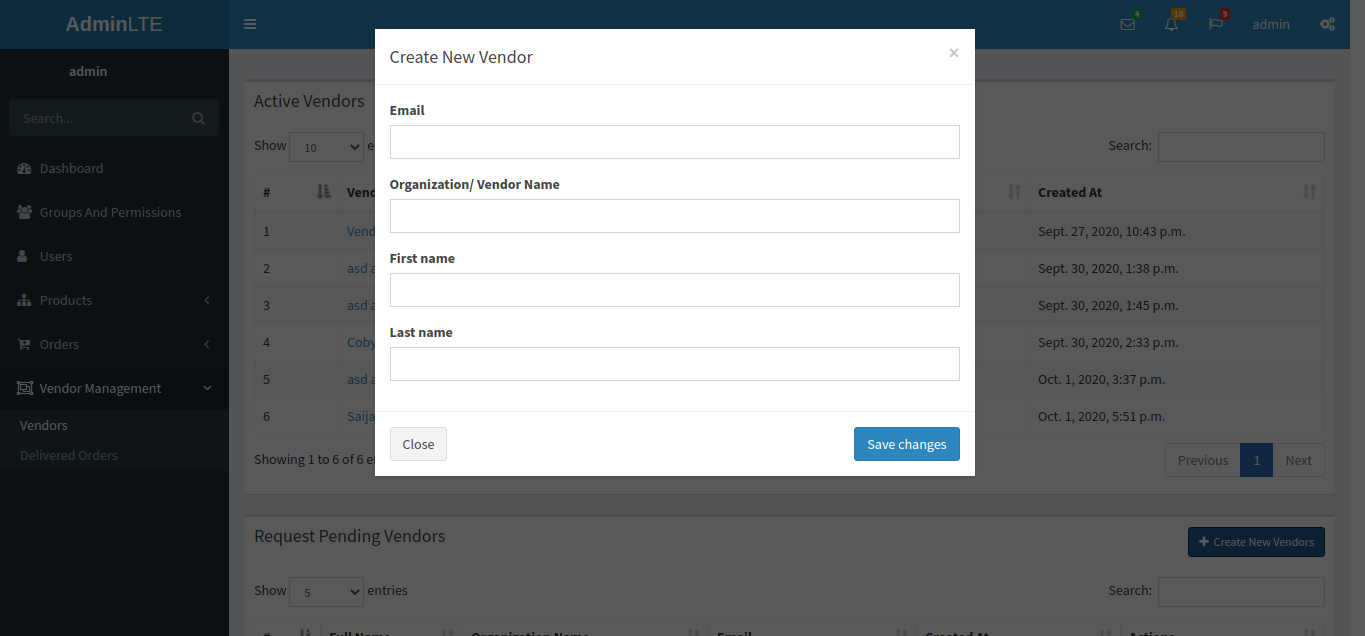 AdminLTE
4
10
9
admin
admin
Search...
Dashboard
Groups And Permissions
Users
Products
Orders
Vendor Management
Vendors
Delivered Orders
Create New Vendor
×
Email
Organization/ Vendor Name
First name
Last name
Close
Save changes
Active Vendors
Show 10
Search:
# Vend Created At
1 Vend Sept. 27, 2020, 10:43 p.m.
2 asd a Sept. 30, 2020, 1:38 p.m.
3 asd a Sept. 30, 2020, 1:45 p.m.
4 Coby Sept. 30, 2020, 2:33 p.m.
5 asd a Oct. 1, 2020, 3:37 p.m.
6 Saija Oct. 1, 2020, 5:51 p.m.
Showing 1 to 6 of 6 e
Previous 1 Next
Request Pending Vendors
Create New Vendors
Show 5 entries
Search:
# Full Name Organization Name Email Created At Actions